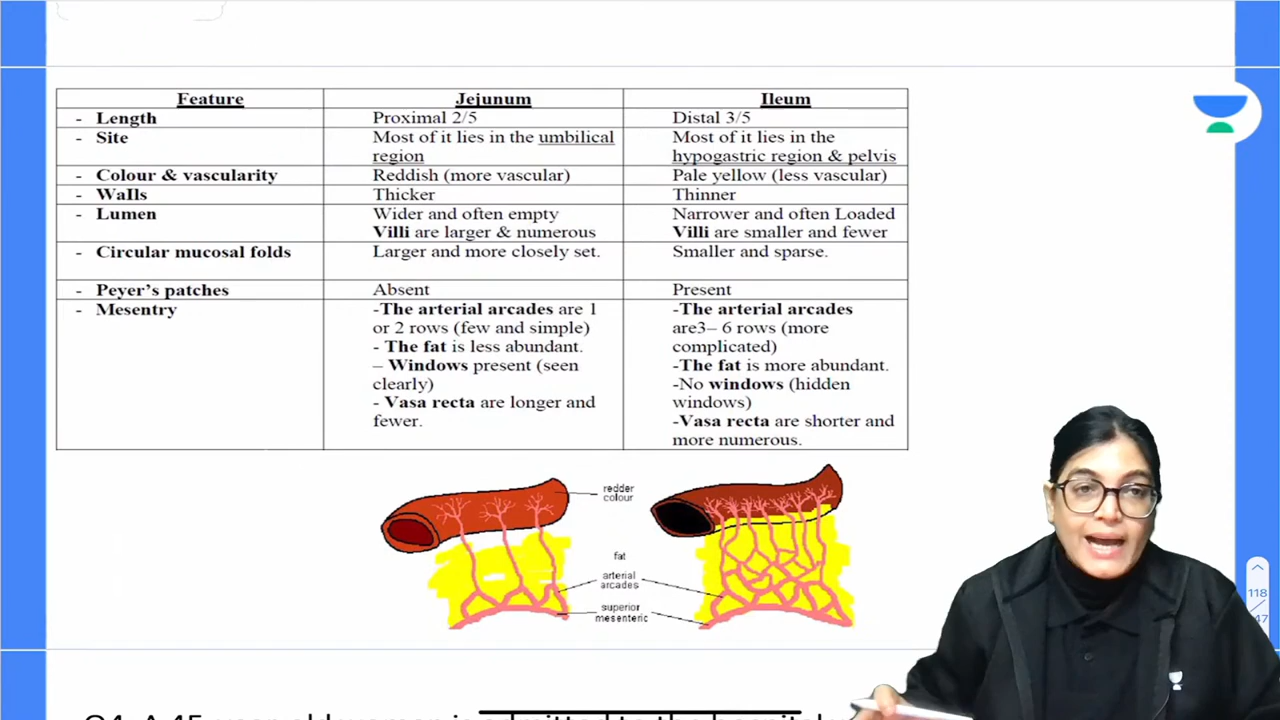 Feature Jejunum Ileum
- Length Proximal 2/5 Distal 3/5
- Site Most of it lies in the umbilical Most of it lies in the
region hypogastric region & pelvis
- Colour & vascularity Reddish (more vascular) Pale yellow (less vascular)
- Walls Thicker Thinner
- Lumen Wider and often empty Narrower and often Loaded
Villi are larger & numerous Villi are smaller and fewer
- Circular mucosal folds Larger and more closely set. Smaller and sparse.
- Peyer's patches Absent Present
- Mesentry -The arterial arcades are 1 -The arterial arcades
or 2 rows (few and simple) are3– 6 rows (more
- The fat is less abundant. complicated)
– Windows present (seen -The fat is more abundant.
clearly) -No windows (hidden
- Vasa recta are longer and windows)
fewer. -Vasa recta are shorter and
more numerous.
redder
colour
fat
arterial
arcades
superior
mesenteric
118
47